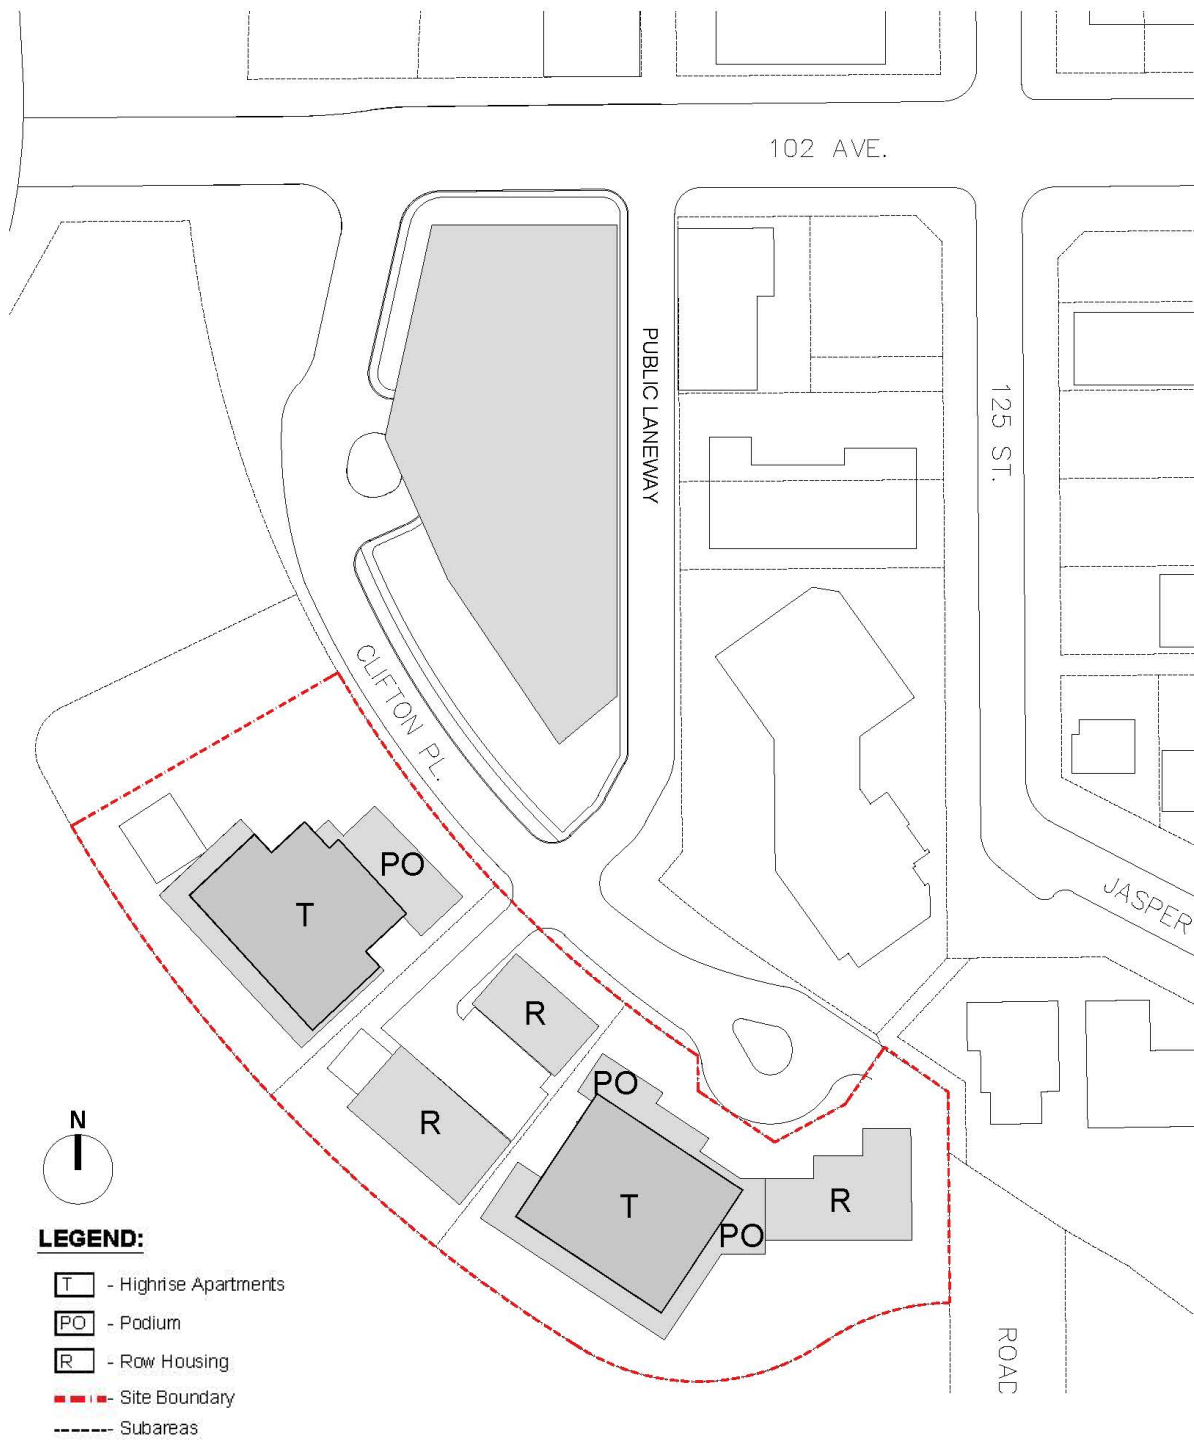 102 AVE.
PUBLIC LANEWAY
125 ST.
CLIFTON PL.
PO
T
JASPER
R
PO
R
T
PO
R
N
ROAD
LEGEND:
T - Highrise Apartments
PO - Podium
R - Row Housing
- Site Boundary
- Subareas